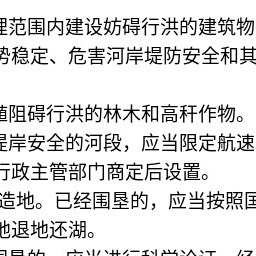 理范围内建设妨碍行洪的建筑物
势稳定、危害河岸堤防安全和其
植阻碍行洪的林木和高秆作物。
堤岸安全的河段，应当限定航速
行政主管部门商定后设置。
造地。已经围垦的，应当按照国
地退地还湖。